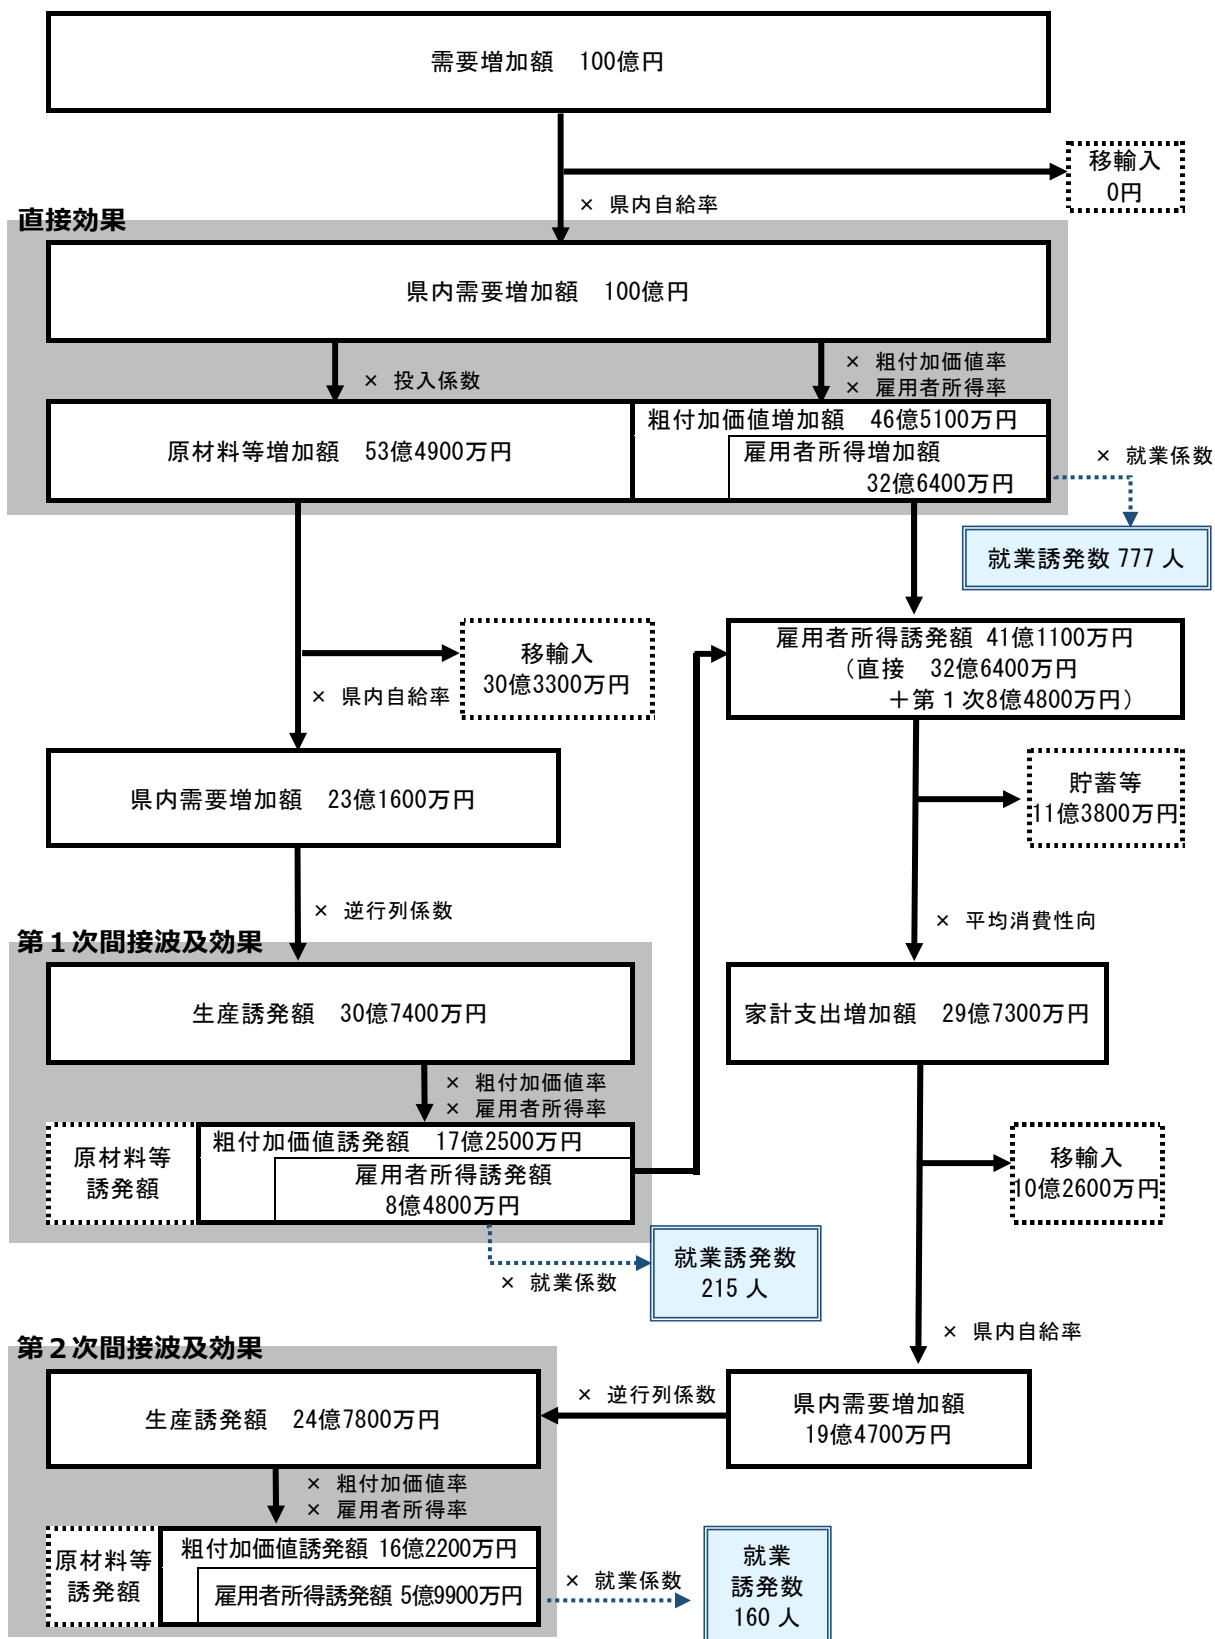 需要増加額　100億円
移輸入
0円
× 県内自給率
直接効果
県内需要増加額　100億円
× 投入係数
× 粗付加価値率
× 雇用者所得率
原材料等増加額　53億4900万円
粗付加価値増加額　46億5100万円
雇用者所得増加額
32億6400万円
× 就業係数
就業誘発数 777 人
移輸入
30億3300万円
× 県内自給率
雇用者所得誘発額 41億1100万円
（直接　32億6400万円
＋第１次8億4800万円）
県内需要増加額　23億1600万円
貯蓄等
11億3800万円
× 逆行列係数
× 平均消費性向
第１次間接波及効果
生産誘発額　30億7400万円
家計支出増加額　29億7300万円
× 粗付加価値率
× 雇用者所得率
原材料等
誘発額
粗付加価値誘発額　17億2500万円
雇用者所得誘発額
8億4800万円
移輸入
10億2600万円
× 就業係数
就業誘発数
215 人
× 県内自給率
第２次間接波及効果
生産誘発額　24億7800万円
× 逆行列係数
県内需要増加額
19億4700万円
× 粗付加価値率
× 雇用者所得率
原材料等
誘発額
粗付加価値誘発額 16億2200万円
雇用者所得誘発額 5億9900万円
× 就業係数
就業
誘発数
160 人